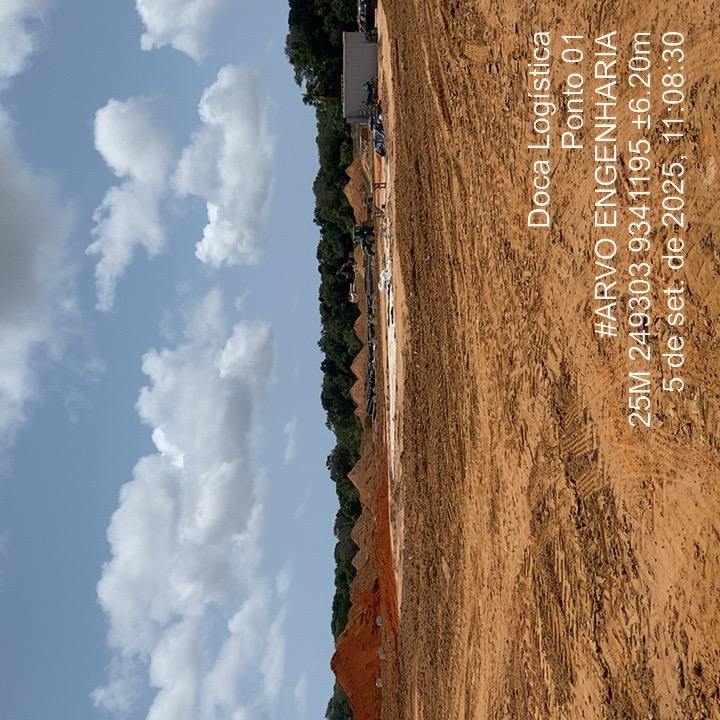 Doca Logística
Ponto 01
#ARVO ENGENHARIA
25M 249303 9341195 ±6.20m
5 de set. de 2025, 11:08:30